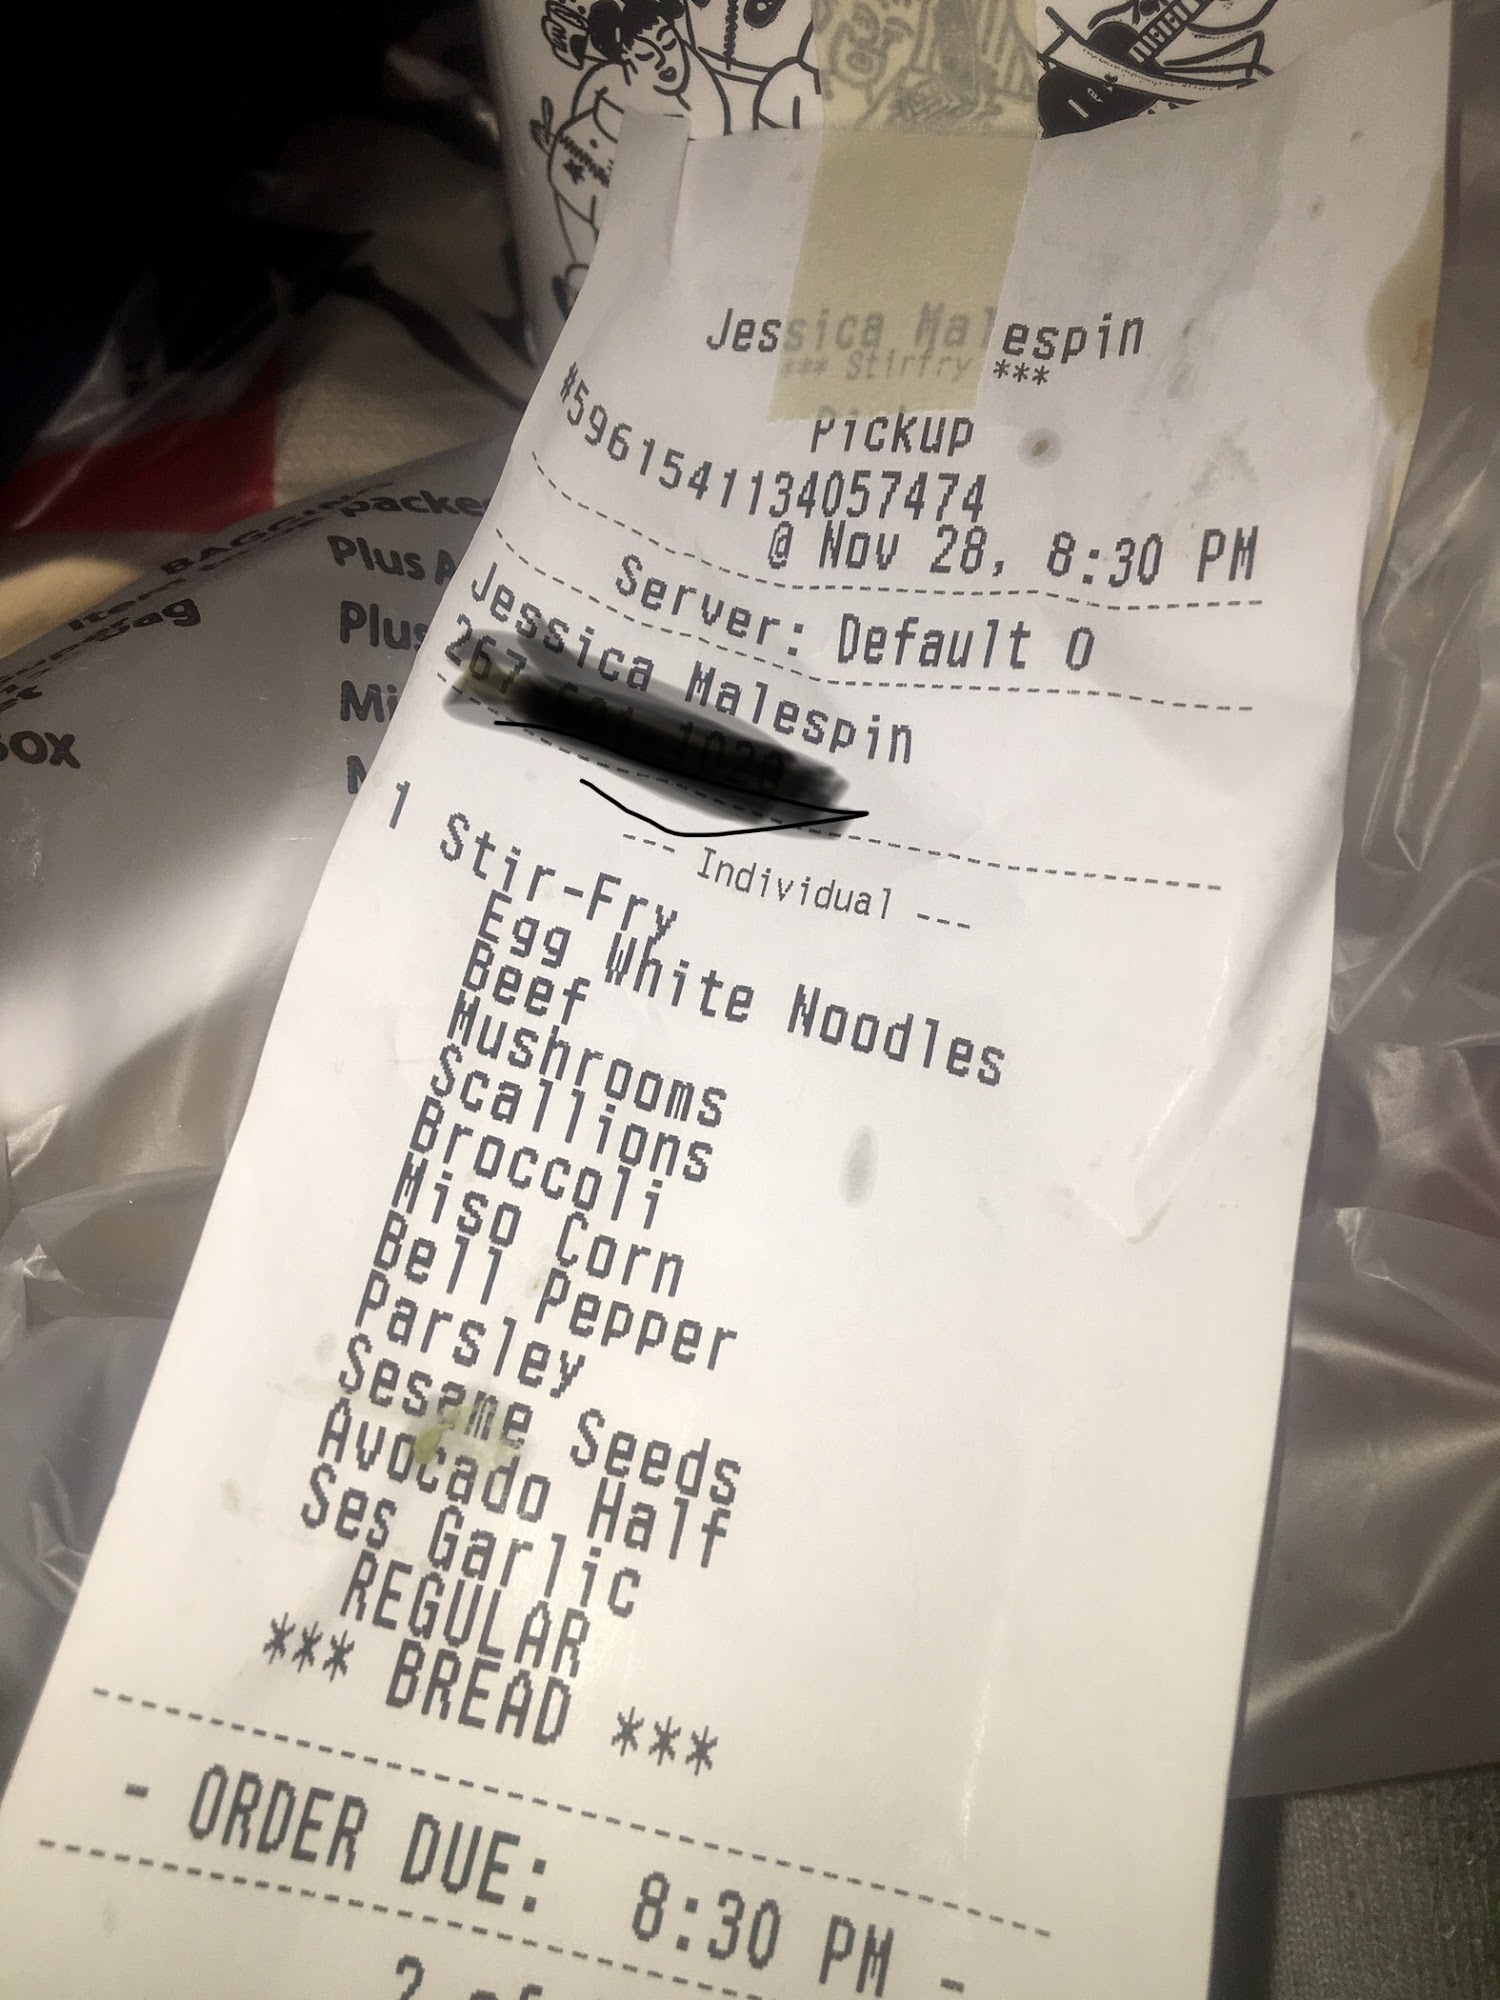 Jessica Malespin
*** Stirfry ***
Pickup
#5961541134057474
@ Nov 28, 8:30 PM
Server: Default O
Jessica Malespin
--- Individual ---
1 Stir-Fry
Egg White Noodles
Beef
Mushrooms
Scallions
Broccoli
Miso Corn
Bell Pepper
Parsley
Sesame Seeds
Avocado Half
Ses Garlic
REGULAR
*** BREAD ***
- ORDER DUE: 8:30 PM -
Plus
Plus